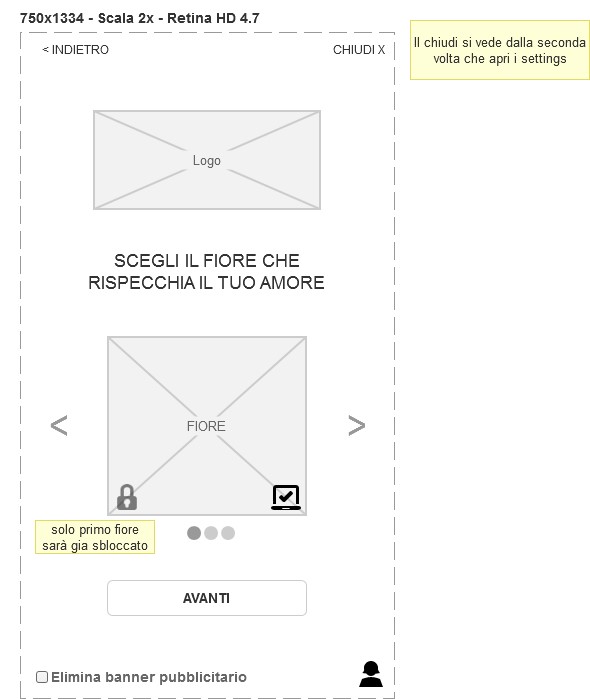 750x1334 - Scala 2x - Retina HD 4.7
< INDIETRO
CHIUDI X
Il chiudi si vede dalla seconda
volta che apri i settings
Logo
SCEGLI IL FIORE CHE
RISPECCHIA IL TUO AMORE
<
FIORE
>
solo primo fiore
sarà gia sbloccato
AVANTI
Elimina banner pubblicitario